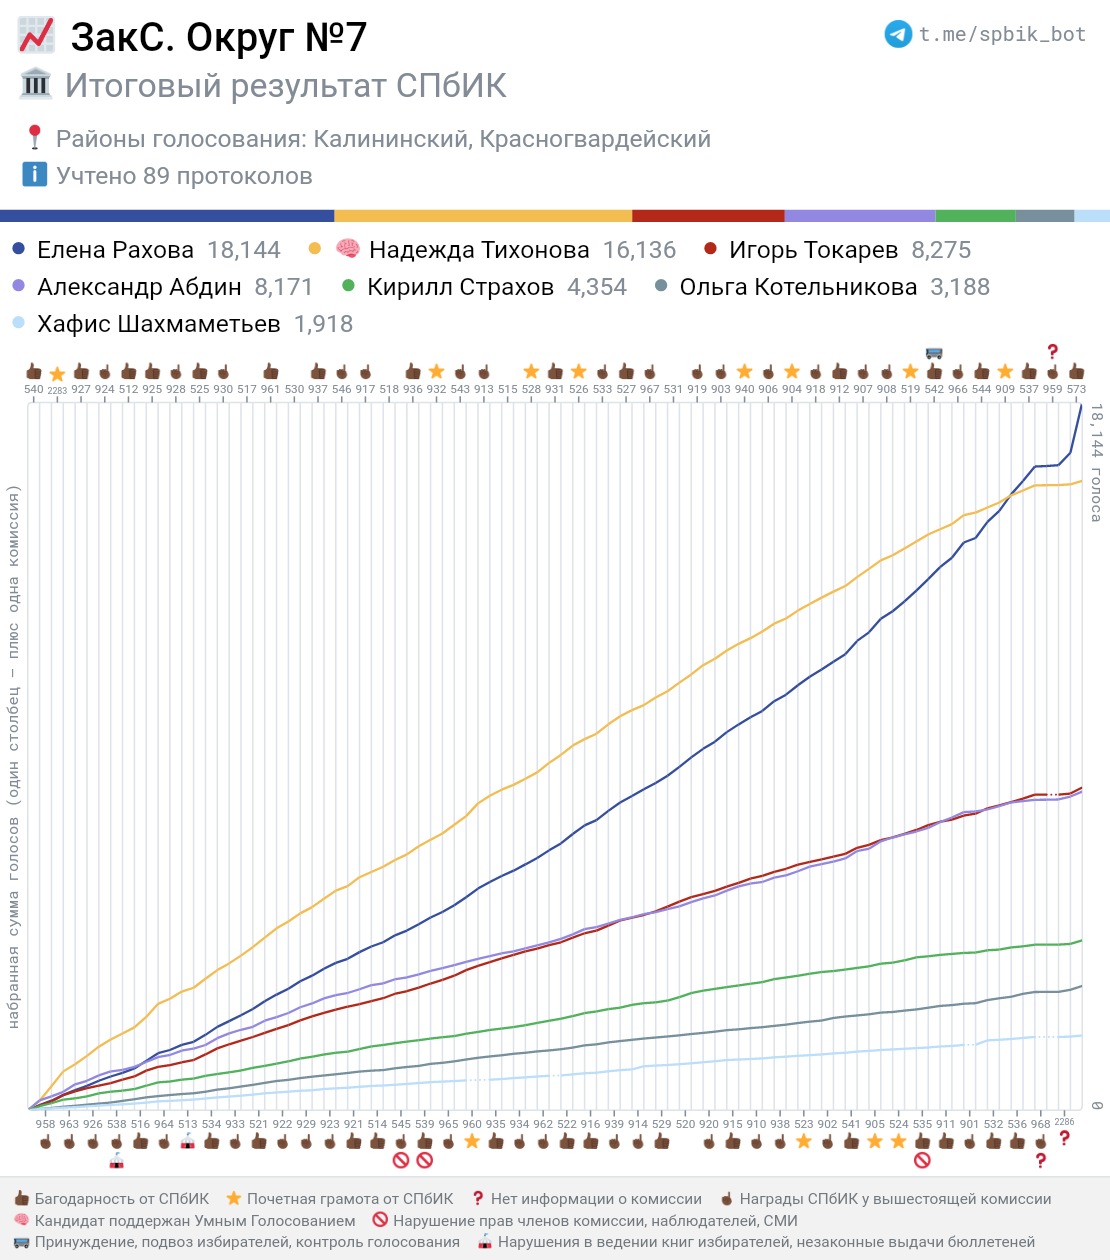 ЗакС. Округ №7
t.me/spbik_bot
Итоговый результат СПбИК
Районы голосования: Калининский, Красногвардейский
Учтено 89 протоколов
Елена Рахова 18,144 Надежда Тихонова 16,136 Игорь Токарев 8,275
Александр Абдин 8,171 Кирилл Страхов 4,354 Ольга Котельникова 3,188
Хафис Шахмаметьев 1,918
540 2283 927 924 512 925 928 525 930 517 961 530 937 546 917 518 936 932 543 913 515 528 931 526 533 527 967 531 919 903 940 906 904 918 912 907 908 519 542 966 544 909 537 959 573
18,144 голоса
набранная сумма голосов (один столбец – плюс одна комиссия)
0
958 963 926 538 516 964 513 534 933 521 922 929 923 921 514 545 539 965 960 935 934 962 522 916 939 914 529 520 920 915 910 938 523 902 541 905 524 535 911 901 532 536 968 2286
Багодарность от СПбИК Почетная грамота от СПбИК Нет информации о комиссии Награды СПбИК у вышестоящей комиссии
Кандидат поддержан Умным Голосованием Нарушение прав членов комиссии, наблюдателей, СМИ
Принуждение, подвоз избирателей, контроль голосования Нарушения в ведении книг избирателей, незаконные выдачи бюллетеней